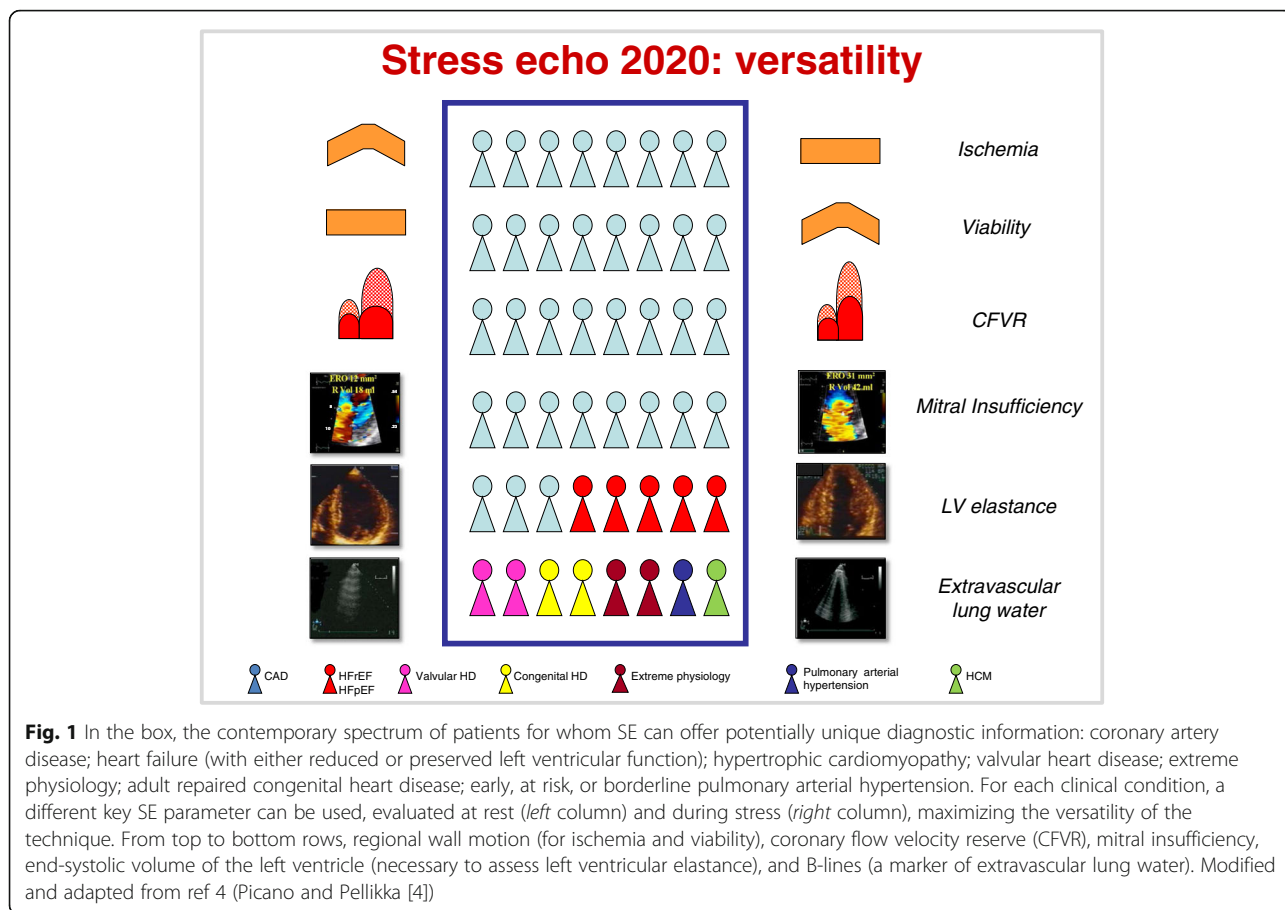 Stress echo 2020: versatility
Ischemia
Viability
CFVR
ERO 12 mm²
R Vol 18 ml
ERO 31 mm²
R Vol 42 ml
Mitral Insufficiency
LV elastance
Extravascular
lung water
CAD
HFrEF
HFpEF
Valvular HD
Congenital HD
Extreme physiology
Pulmonary arterial
hypertension
HCM
Fig. 1 In the box, the contemporary spectrum of patients for whom SE can offer potentially unique diagnostic information: coronary artery
disease; heart failure (with either reduced or preserved left ventricular function); hypertrophic cardiomyopathy; valvular heart disease; extreme
physiology; adult repaired congenital heart disease; early, at risk, or borderline pulmonary arterial hypertension. For each clinical condition, a
different key SE parameter can be used, evaluated at rest (left column) and during stress (right column), maximizing the versatility of the
technique. From top to bottom rows, regional wall motion (for ischemia and viability), coronary flow velocity reserve (CFVR), mitral insufficiency,
end-systolic volume of the left ventricle (necessary to assess left ventricular elastance), and B-lines (a marker of extravascular lung water). Modified
and adapted from ref 4 (Picano and Pellikka [4])